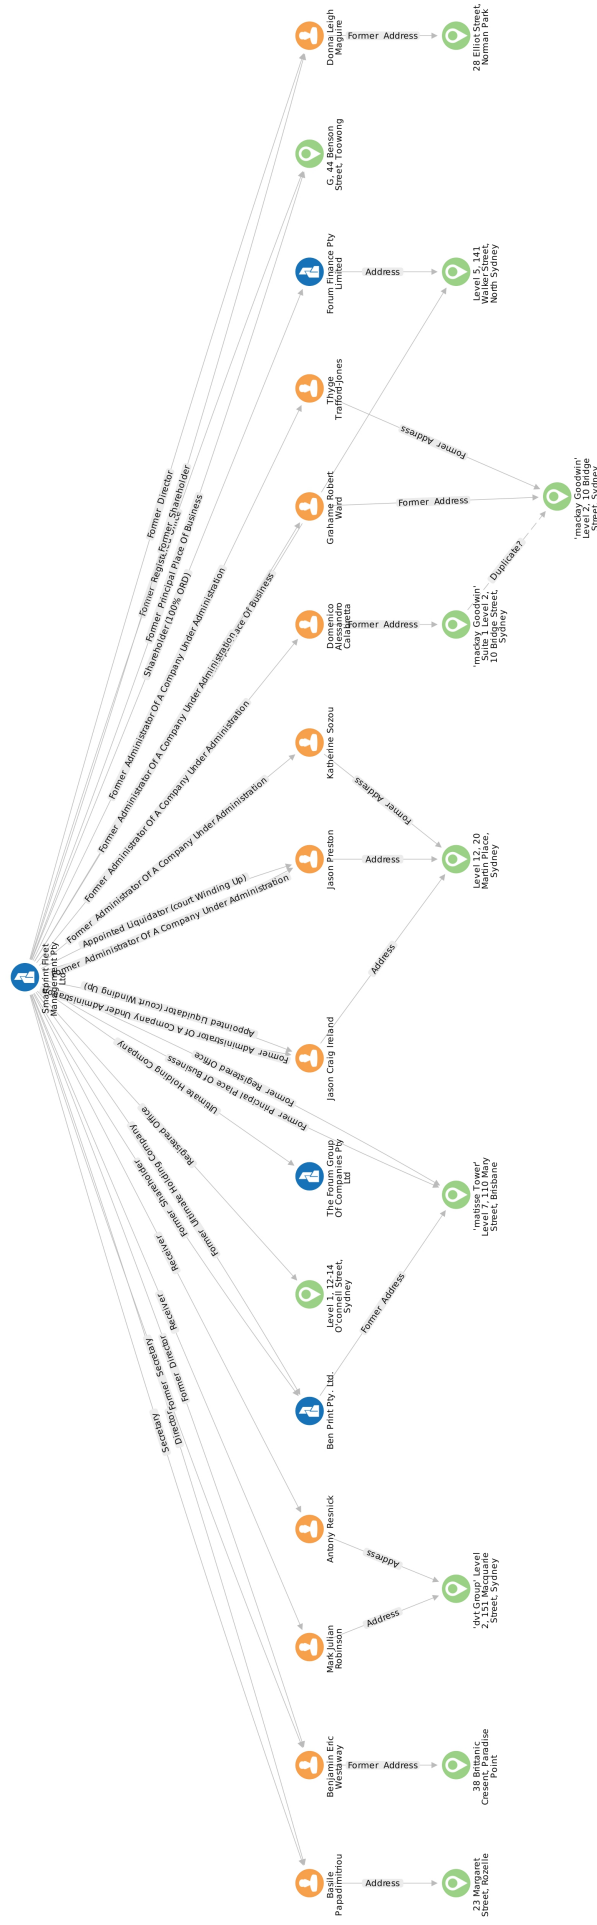 Donna Leigh
Maguire
Former Address
28 Elliot Street,
Norman Park
G, 44 Benson
Street, Toowong
Forum Finance Pty
Limited
Address
Level 5, 141
Walker Street,
North Sydney
Thyge
Trafford-Jones
Former Address
Grahame Robert
Ward
Former Address
'mackay Goodwin'
Level 2, 10 Bridge
Street, Sydney
Duplicate?
Domenico
Alessandro
Calabretta
Former Address
'mackay Goodwin'
Suite 1 Level 2,
10 Bridge Street,
Sydney
Katherine Sozou
Former Address
Jason Preston
Address
Level 12, 20
Martin Place,
Sydney
Address
Jason Craig Ireland
Former Director
Former Shareholder
Former Principal Place Of Business
Shareholder (100% ORD)
Former Administrator Of A Company Under Administration
Former Administrator Of A Company Under Administration
Former Administrator Of A Company Under Administration
Former Administrator Of A Company Under Administration
Appointed Liquidator (court Winding Up)
Former Administrator Of A Company Under Administration
Smartprint Fleet
Management Pty
Ltd
Appointed Liquidator (court Winding Up)
Former Administrator Of A Company Under Administration
Former Registered Office
Former Principal Place Of Business
Ultimate Holding Company
Registered Office
Former Ultimate Holding Company
Former Shareholder
Receiver
Receiver
Former Director
Former Secretary
Director
Secretary
The Forum Group
Of Companies Pty
Ltd
'matisse Tower'
Level 7, 110 Mary
Street, Brisbane
Level 1, 12-14
O'connell Street,
Sydney
Former Address
Ben Print Pty. Ltd.
Antony Resnick
Address
'dvt Group' Level
2, 151 Macquarie
Street, Sydney
Mark Julian
Robinson
Address
Benjamin Eric
Westaway
Former Address
38 Brittanic
Cresent, Paradise
Point
Basile
Papadimitriou
Address
23 Margaret
Street, Rozelle